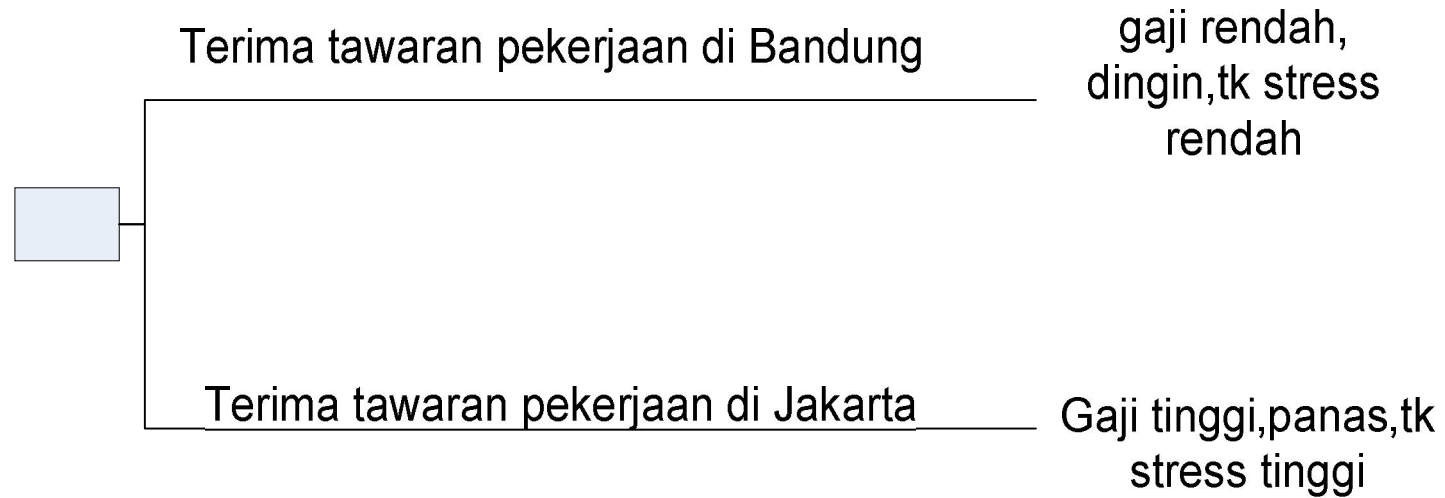 Terima tawaran pekerjaan di Bandung
gaji rendah,
dingin,tk stress
rendah
Terima tawaran pekerjaan di Jakarta
Gaji tinggi,panas,tk
stress tinggi